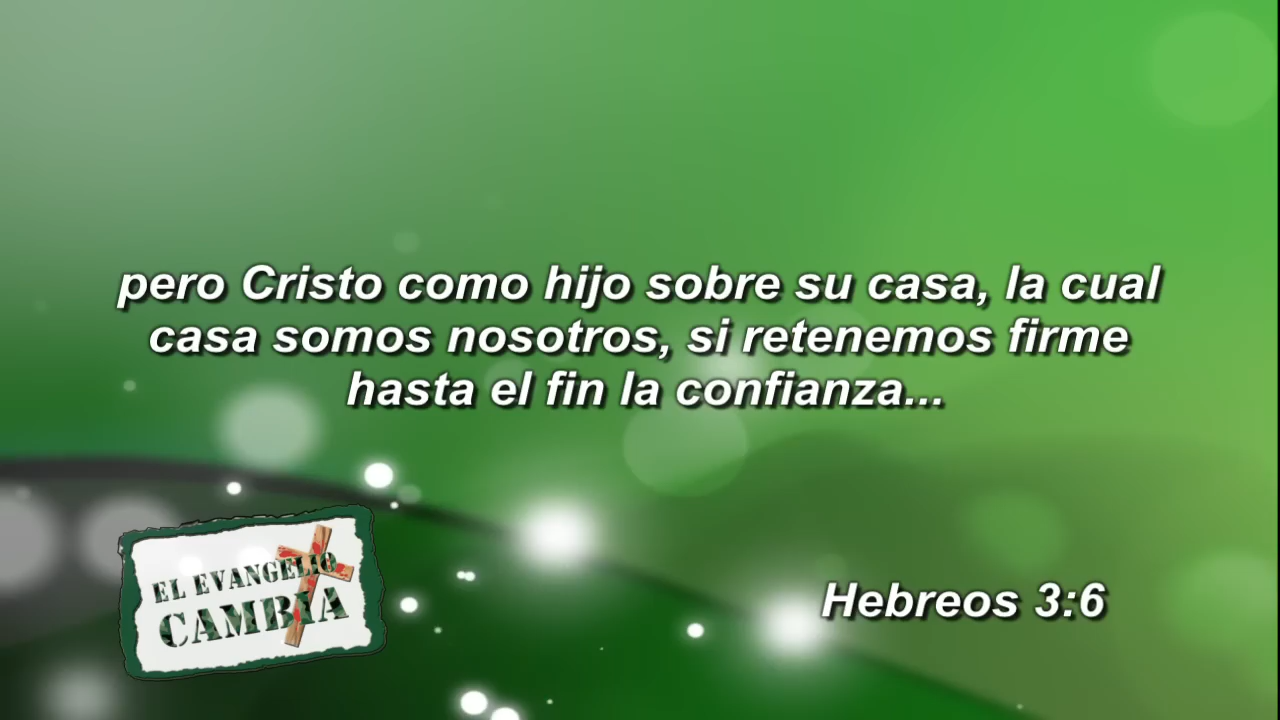 pero Cristo como hijo sobre su casa, la cual
casa somos nosotros, si retenemos firme
hasta el fin la confianza...
EL EVANGELIO
CAMBIA
Hebreos 3:6